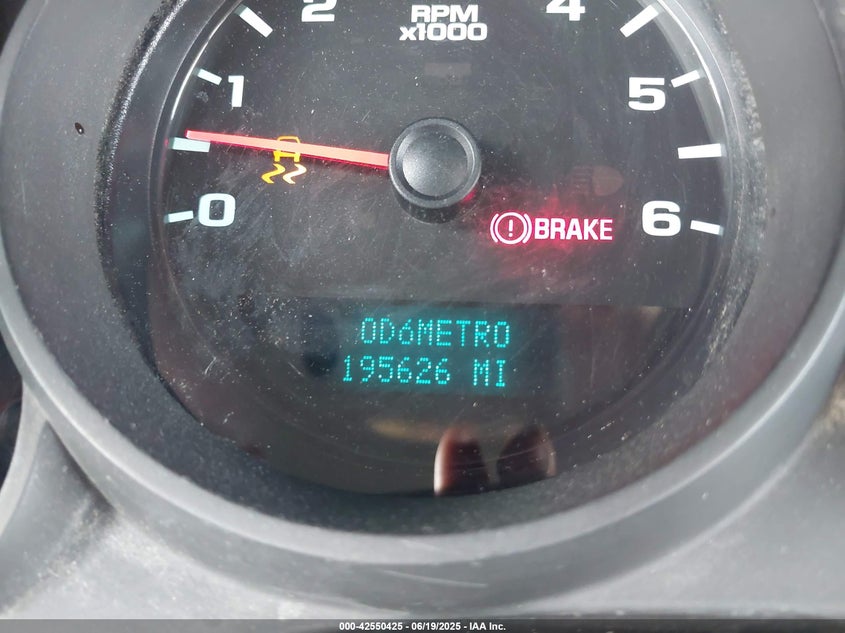 2
RPM
x1000
4
1
5
0
(!) BRAKE
6
OD6METRO
195626 MI
000-42550425 - 06/19/2025 - IAA Inc.